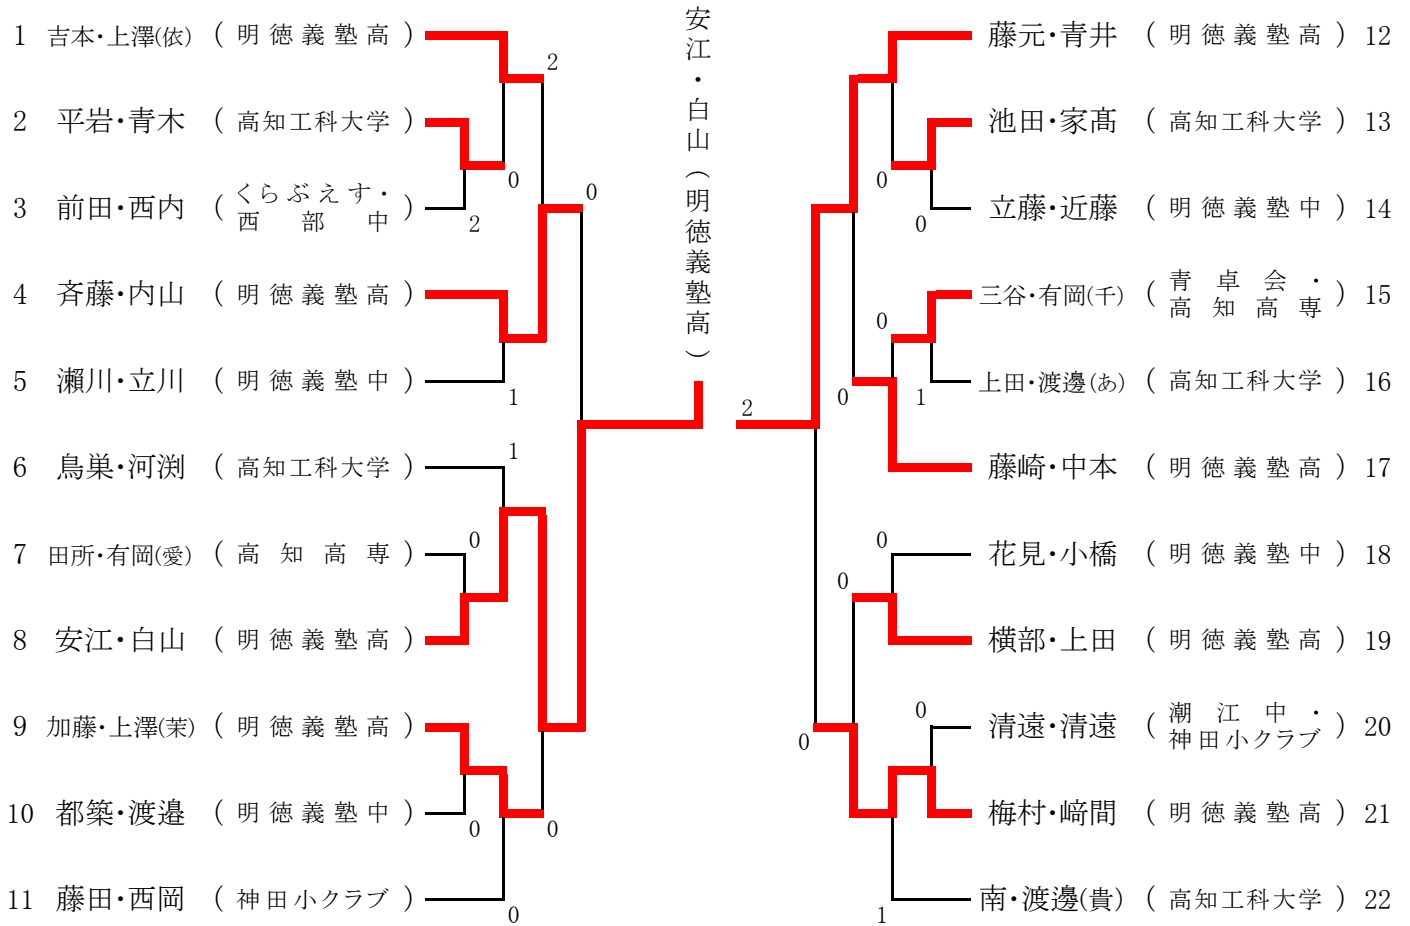 1 吉本・上澤(依) ( 明徳義塾高 )
2 平岩・青木 ( 高知工科大学 )
3 前田・西内 ( くらぶえす・
西部中 )
4 斉藤・内山 ( 明徳義塾高 )
5 瀬川・立川 ( 明徳義塾中 )
6 鳥巣・河渕 ( 高知工科大学 )
7 田所・有岡(愛) ( 高知高専 )
8 安江・白山 ( 明徳義塾高 )
9 加藤・上澤(茉) ( 明徳義塾高 )
10 都築・渡邉 ( 明徳義塾中 )
11 藤田・西岡 ( 神田小クラブ )
2
0
2
0
1
1
0
0
0
0
安江・白山(明徳義塾高)
2
0
0
0
0
1
0
0
0
0
1
藤元・青井 ( 明徳義塾高 ) 12
池田・家髙 ( 高知工科大学 ) 13
立藤・近藤 ( 明徳義塾中 ) 14
三谷・有岡(千) ( 青卓会・
高知高専 ) 15
上田・渡邊(あ) ( 高知工科大学 ) 16
藤崎・中本 ( 明徳義塾高 ) 17
花見・小橋 ( 明徳義塾中 ) 18
横部・上田 ( 明徳義塾高 ) 19
清遠・清遠 ( 潮江中・
神田小クラブ ) 20
梅村・﨑間 ( 明徳義塾高 ) 21
南・渡邊(貴) ( 高知工科大学 ) 22